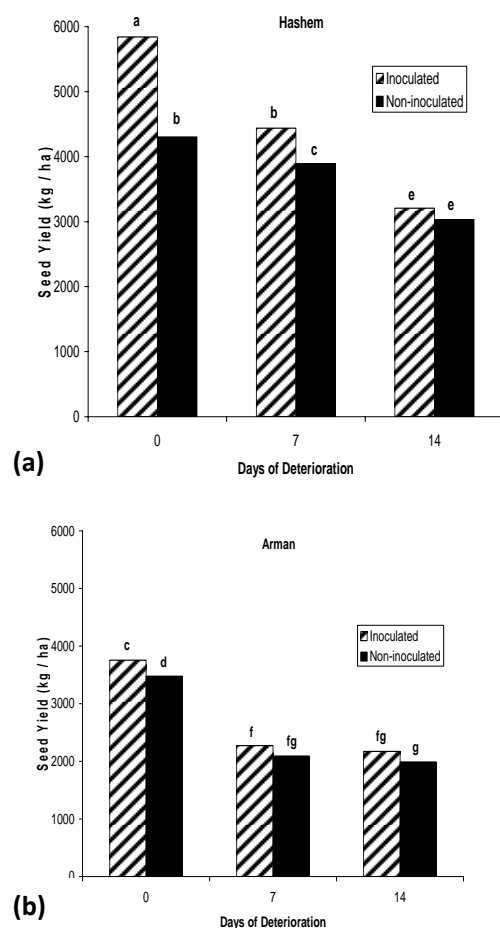 Hashem
6000
5000
4000
3000
2000
1000
0
Seed Yield (kg / ha)
a
b
b
c
e
e
Inoculated
Non-inoculated
0 7 14
Days of Deterioration
(a)
Arman
6000
5000
4000
3000
2000
1000
0
Seed Yield (kg / ha)
c
d
f
fg
fg
g
Inoculated
Non-inoculated
0 7 14
Days of Deterioration
(b)